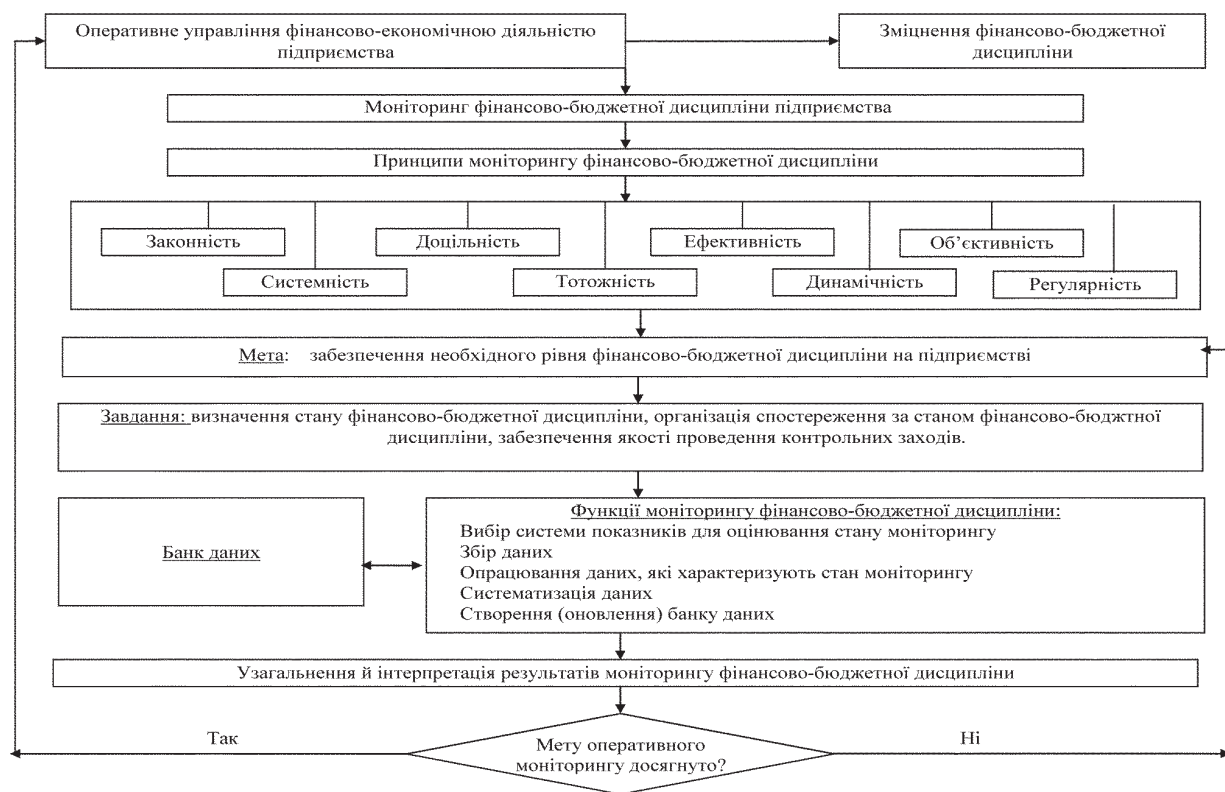 Оперативне управління фінансово-економічною діяльністю
підприємства
Зміцнення фінансово-бюджетної
дисципліни
Моніторинг фінансово-бюджетної дисципліни підприємства
Принципи моніторингу фінансово-бюджетної дисципліни
Законність
Доцільність
Ефективність
Об’єктивність
Системність
Тотожність
Динамічність
Регулярність
Мета: забезпечення необхідного рівня фінансово-бюджетної дисципліни на підприємстві
Завдання: визначення стану фінансово-бюджетної дисципліни, організація спостереження за станом фінансово-бюджтної
дисципліни, забезпечення якості проведення контрольних заходів.
Банк даних
Функції моніторингу фінансово-бюджетної дисципліни:
Вибір системи показників для оцінювання стану моніторингу
Збір даних
Опрацювання даних, які характеризують стан моніторингу
Систематизація даних
Створення (оновлення) банку даних
Узагальнення й інтерпретація результатів моніторингу фінансово-бюджетної дисципліни
Так
Мету оперативного
моніторингу досягнуто?
Ні